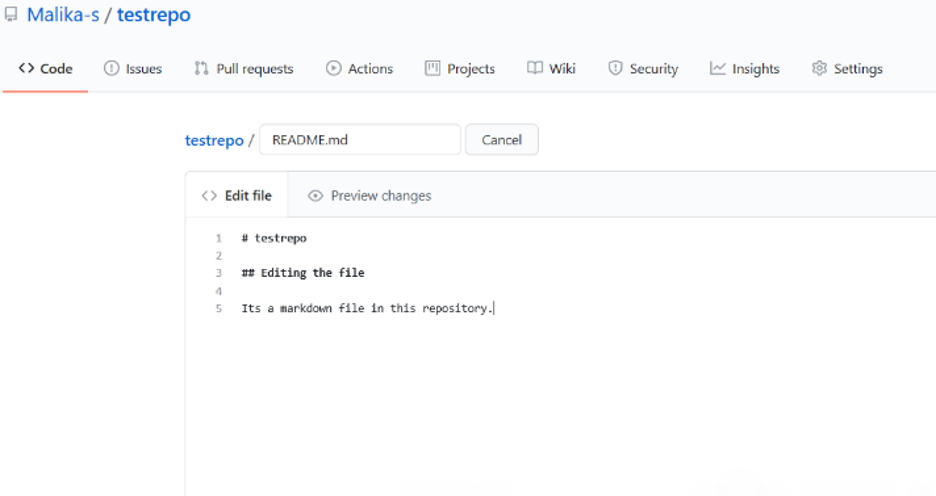 Malika-s / testrepo
Code Issues Pull requests Actions Projects Wiki Security Insights Settings
testrepo / README.md Cancel
Edit file Preview changes
1 # testrepo
2
3 ## Editing the file
4
5 Its a markdown file in this repository.